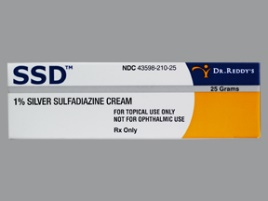 SSD™
NDC 43598-210-25
DR.REDDY'S
25 Grams
1% SILVER SULFADIAZINE CREAM
FOR TOPICAL USE ONLY
NOT FOR OPHTHALMIC USE
Rx Only